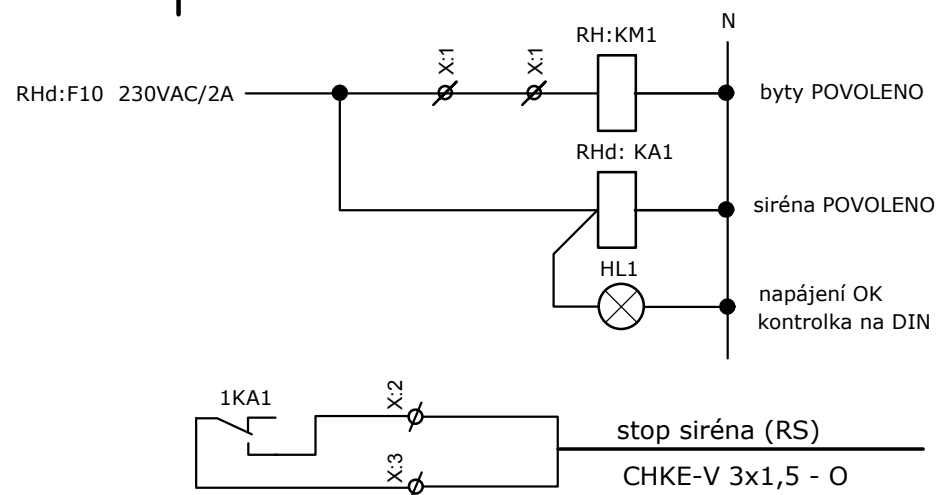 N
RH:KM1
X:1
X:1
RHd:F10 230VAC/2A
byty POVOLENO
RHd: KA1
siréna POVOLENO
HL1
napájení OK
kontrolka na DIN
1KA1
X:2
stop siréna (RS)
X:3
CHKE-V 3x1,5 - O